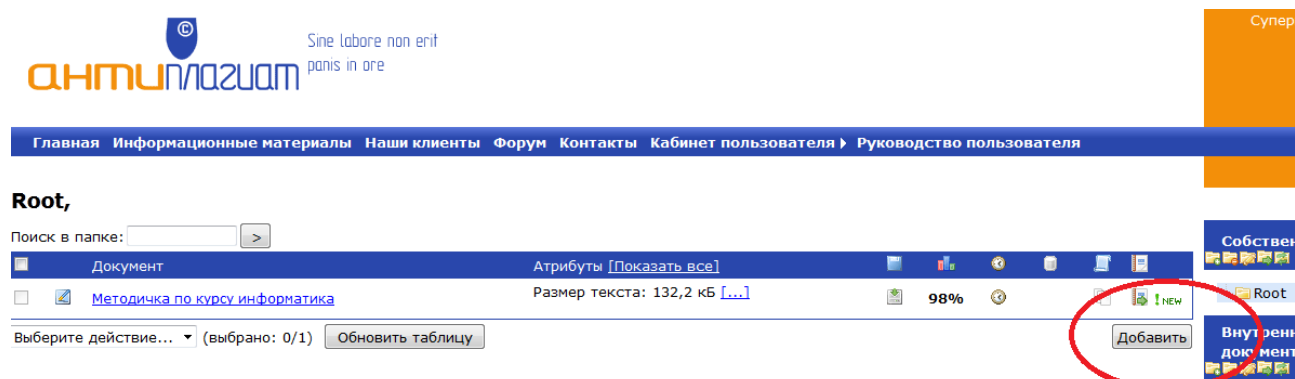 ©
Sine labore non erit
panis in ore
антиплагиат
Супер
Главная Информационные материалы Наши клиенты Форум Контакты Кабинет пользователя Руководство пользователя
Root,
Поиск в папке: >
Собствен
Документ Атрибуты [Показать все]
Методичка по курсу информатика Размер текста: 132,2 кБ [...] 98% ! NEW
Root
Выберите действие... (выбрано: 0/1) Обновить таблицу Добавить
Внутренн
документ